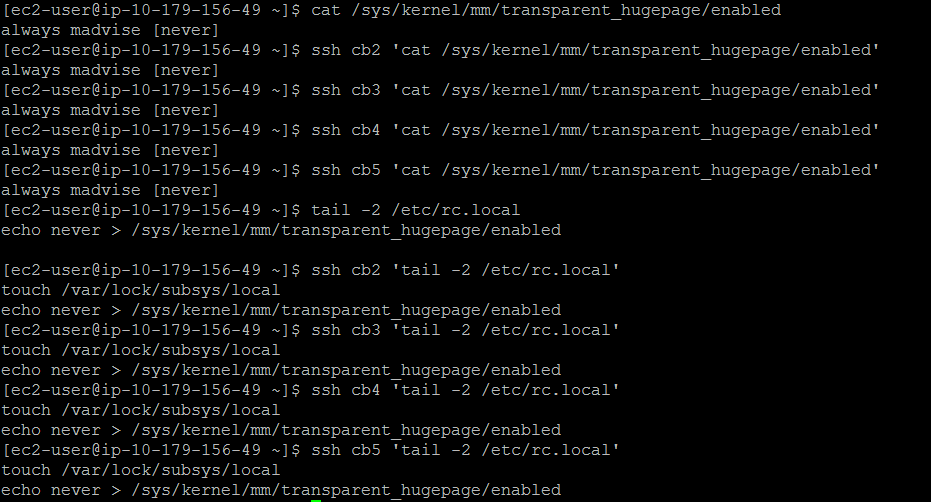 [ec2-user@ip-10-179-156-49 ~]$ cat /sys/kernel/mm/transparent_hugepage/enabled
always madvise [never]
[ec2-user@ip-10-179-156-49 ~]$ ssh cb2 'cat /sys/kernel/mm/transparent_hugepage/enabled'
always madvise [never]
[ec2-user@ip-10-179-156-49 ~]$ ssh cb3 'cat /sys/kernel/mm/transparent_hugepage/enabled'
always madvise [never]
[ec2-user@ip-10-179-156-49 ~]$ ssh cb4 'cat /sys/kernel/mm/transparent_hugepage/enabled'
always madvise [never]
[ec2-user@ip-10-179-156-49 ~]$ ssh cb5 'cat /sys/kernel/mm/transparent_hugepage/enabled'
always madvise [never]
[ec2-user@ip-10-179-156-49 ~]$ tail -2 /etc/rc.local
echo never > /sys/kernel/mm/transparent_hugepage/enabled

[ec2-user@ip-10-179-156-49 ~]$ ssh cb2 'tail -2 /etc/rc.local'
touch /var/lock/subsys/local
echo never > /sys/kernel/mm/transparent_hugepage/enabled
[ec2-user@ip-10-179-156-49 ~]$ ssh cb3 'tail -2 /etc/rc.local'
touch /var/lock/subsys/local
echo never > /sys/kernel/mm/transparent_hugepage/enabled
[ec2-user@ip-10-179-156-49 ~]$ ssh cb4 'tail -2 /etc/rc.local'
touch /var/lock/subsys/local
echo never > /sys/kernel/mm/transparent_hugepage/enabled
[ec2-user@ip-10-179-156-49 ~]$ ssh cb5 'tail -2 /etc/rc.local'
touch /var/lock/subsys/local
echo never > /sys/kernel/mm/transparent_hugepage/enabled